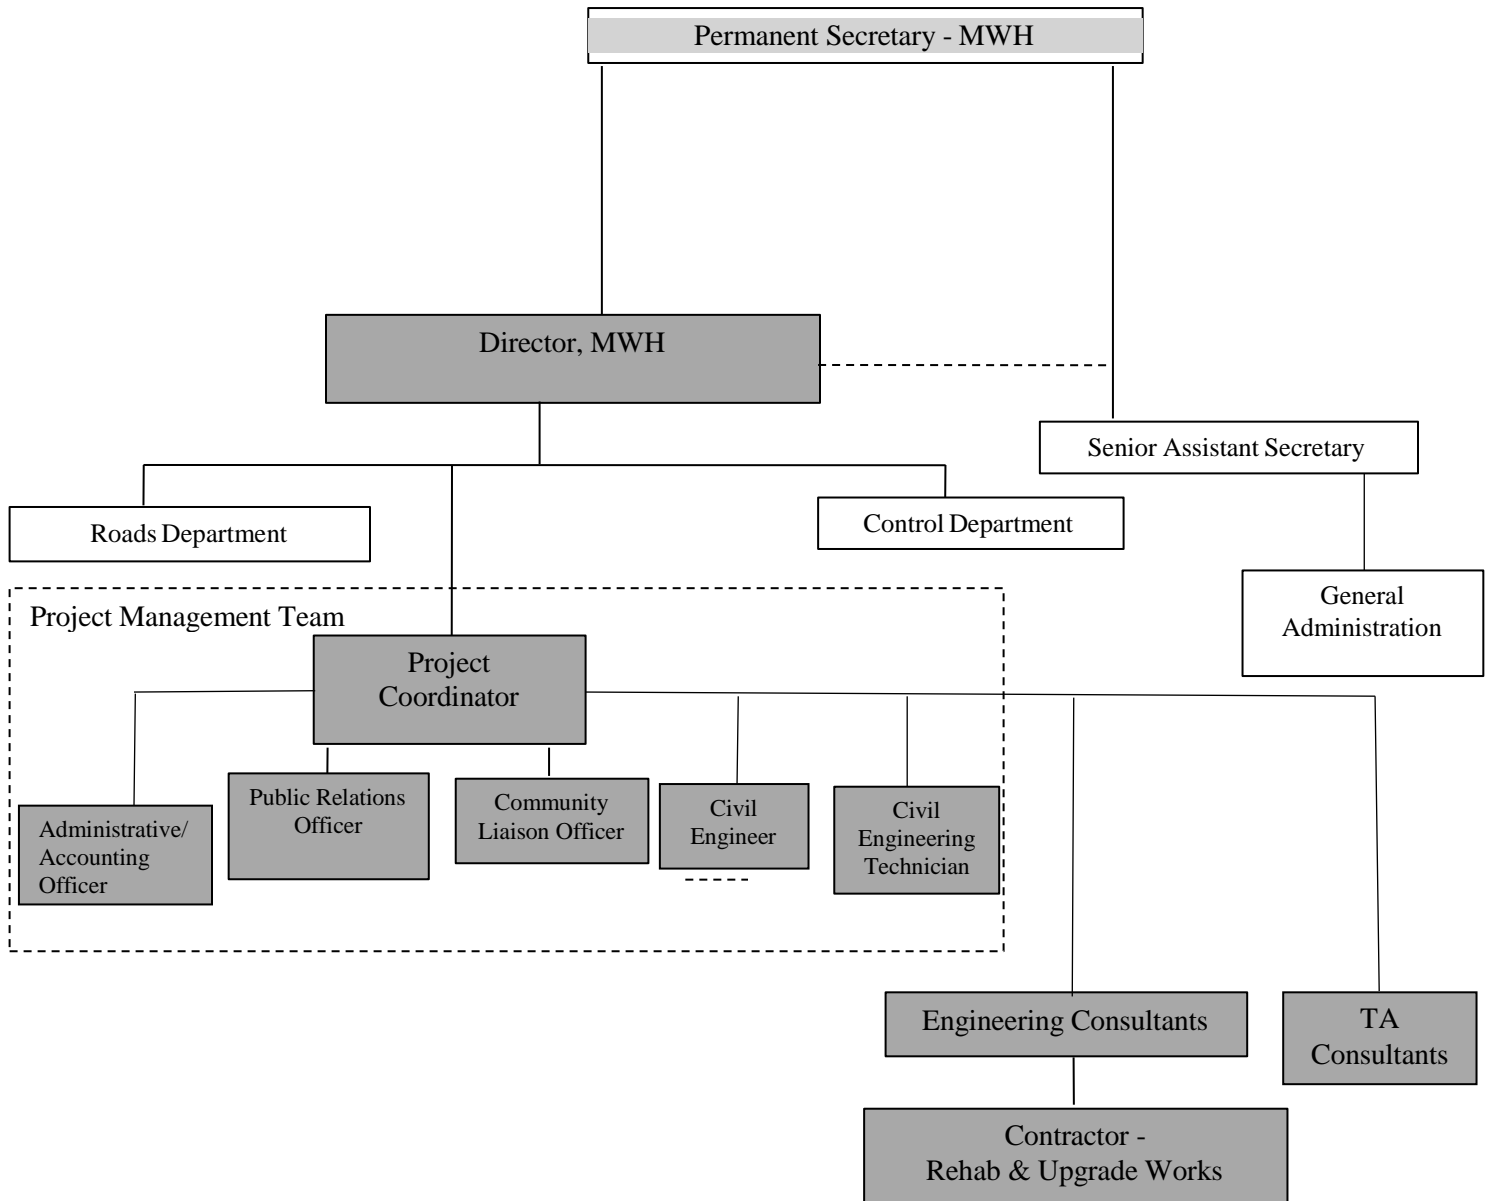 Permanent Secretary - MWH
Director, MWH
Senior Assistant Secretary
Roads Department
Control Department
General
Administration
Project Management Team
Project
Coordinator
Administrative/
Accounting
Officer
Public Relations
Officer
Community
Liaison Officer
Civil
Engineer
Civil
Engineering
Technician
Engineering Consultants
TA
Consultants
Contractor -
Rehab & Upgrade Works